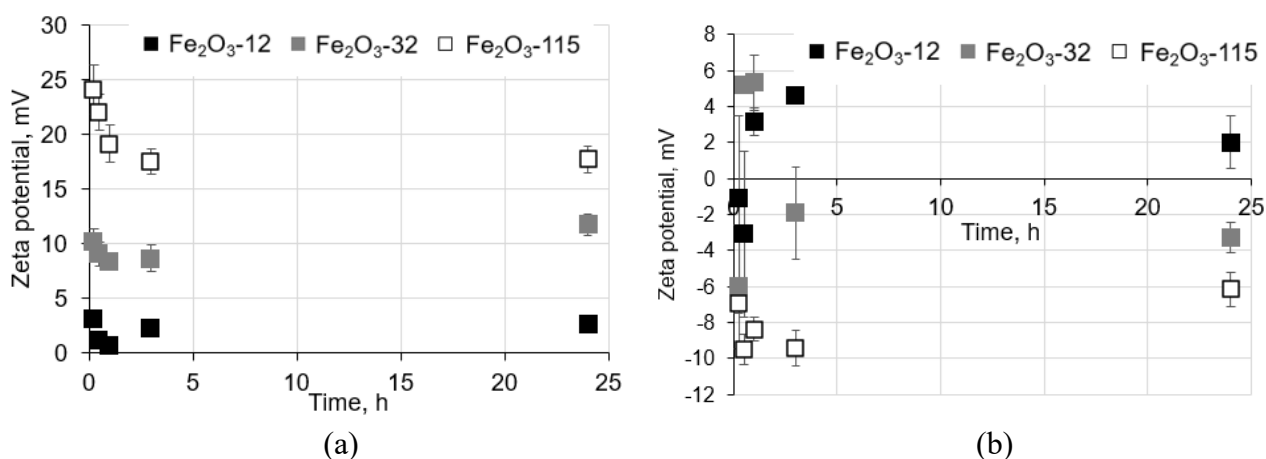 30
25
20
15
10
5
0
Zeta potential, mV
Fe₂O₃-12 Fe₂O₃-32 Fe₂O₃-115
0 5 10 15 20 25
Time, h
(a)
8
6
4
2
0
-2
-4
-6
-8
-10
-12
Zeta potential, mV
Fe₂O₃-12 Fe₂O₃-32 Fe₂O₃-115
0 5 10 15 20 25
Time, h
(b)